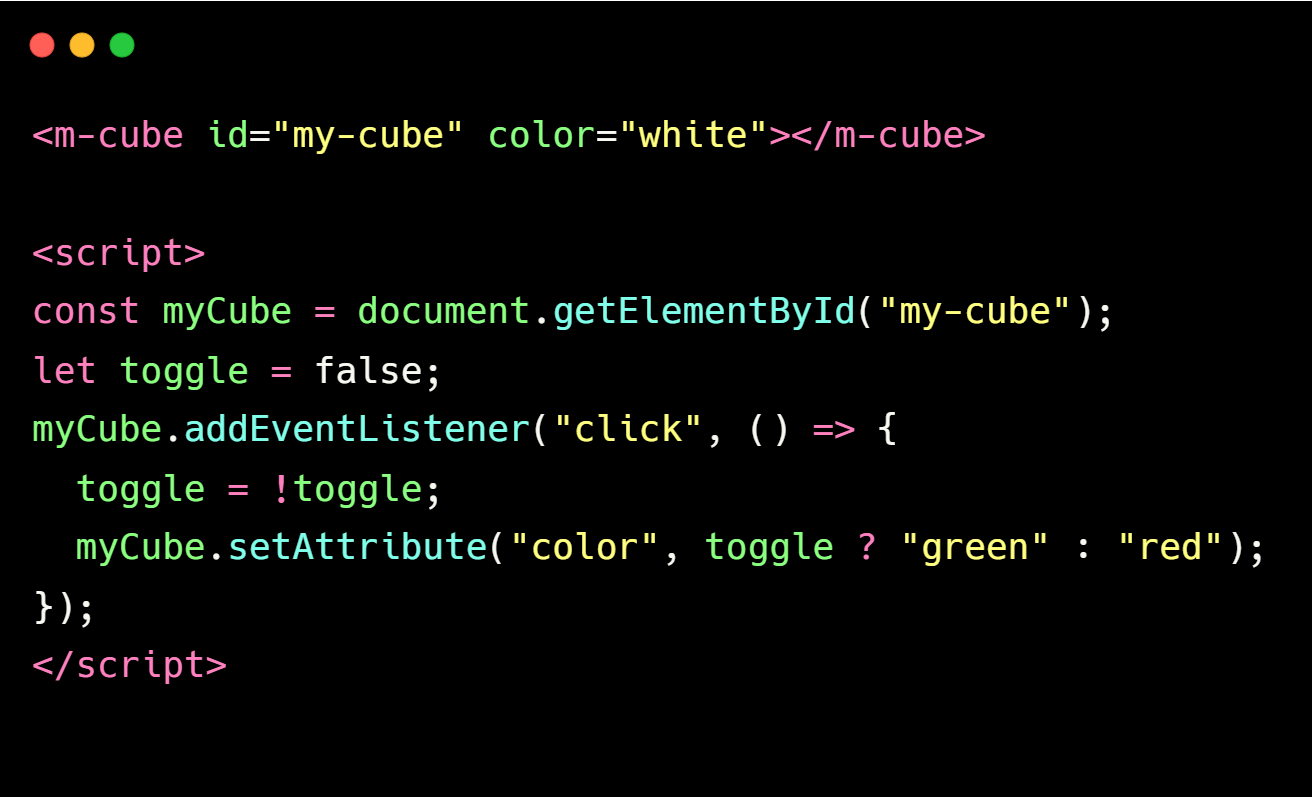 <m-cube id="my-cube" color="white"></m-cube>

<script>
const myCube = document.getElementById("my-cube");
let toggle = false;
myCube.addEventListener("click", () => {
  toggle = !toggle;
  myCube.setAttribute("color", toggle ? "green" : "red");
});
</script>